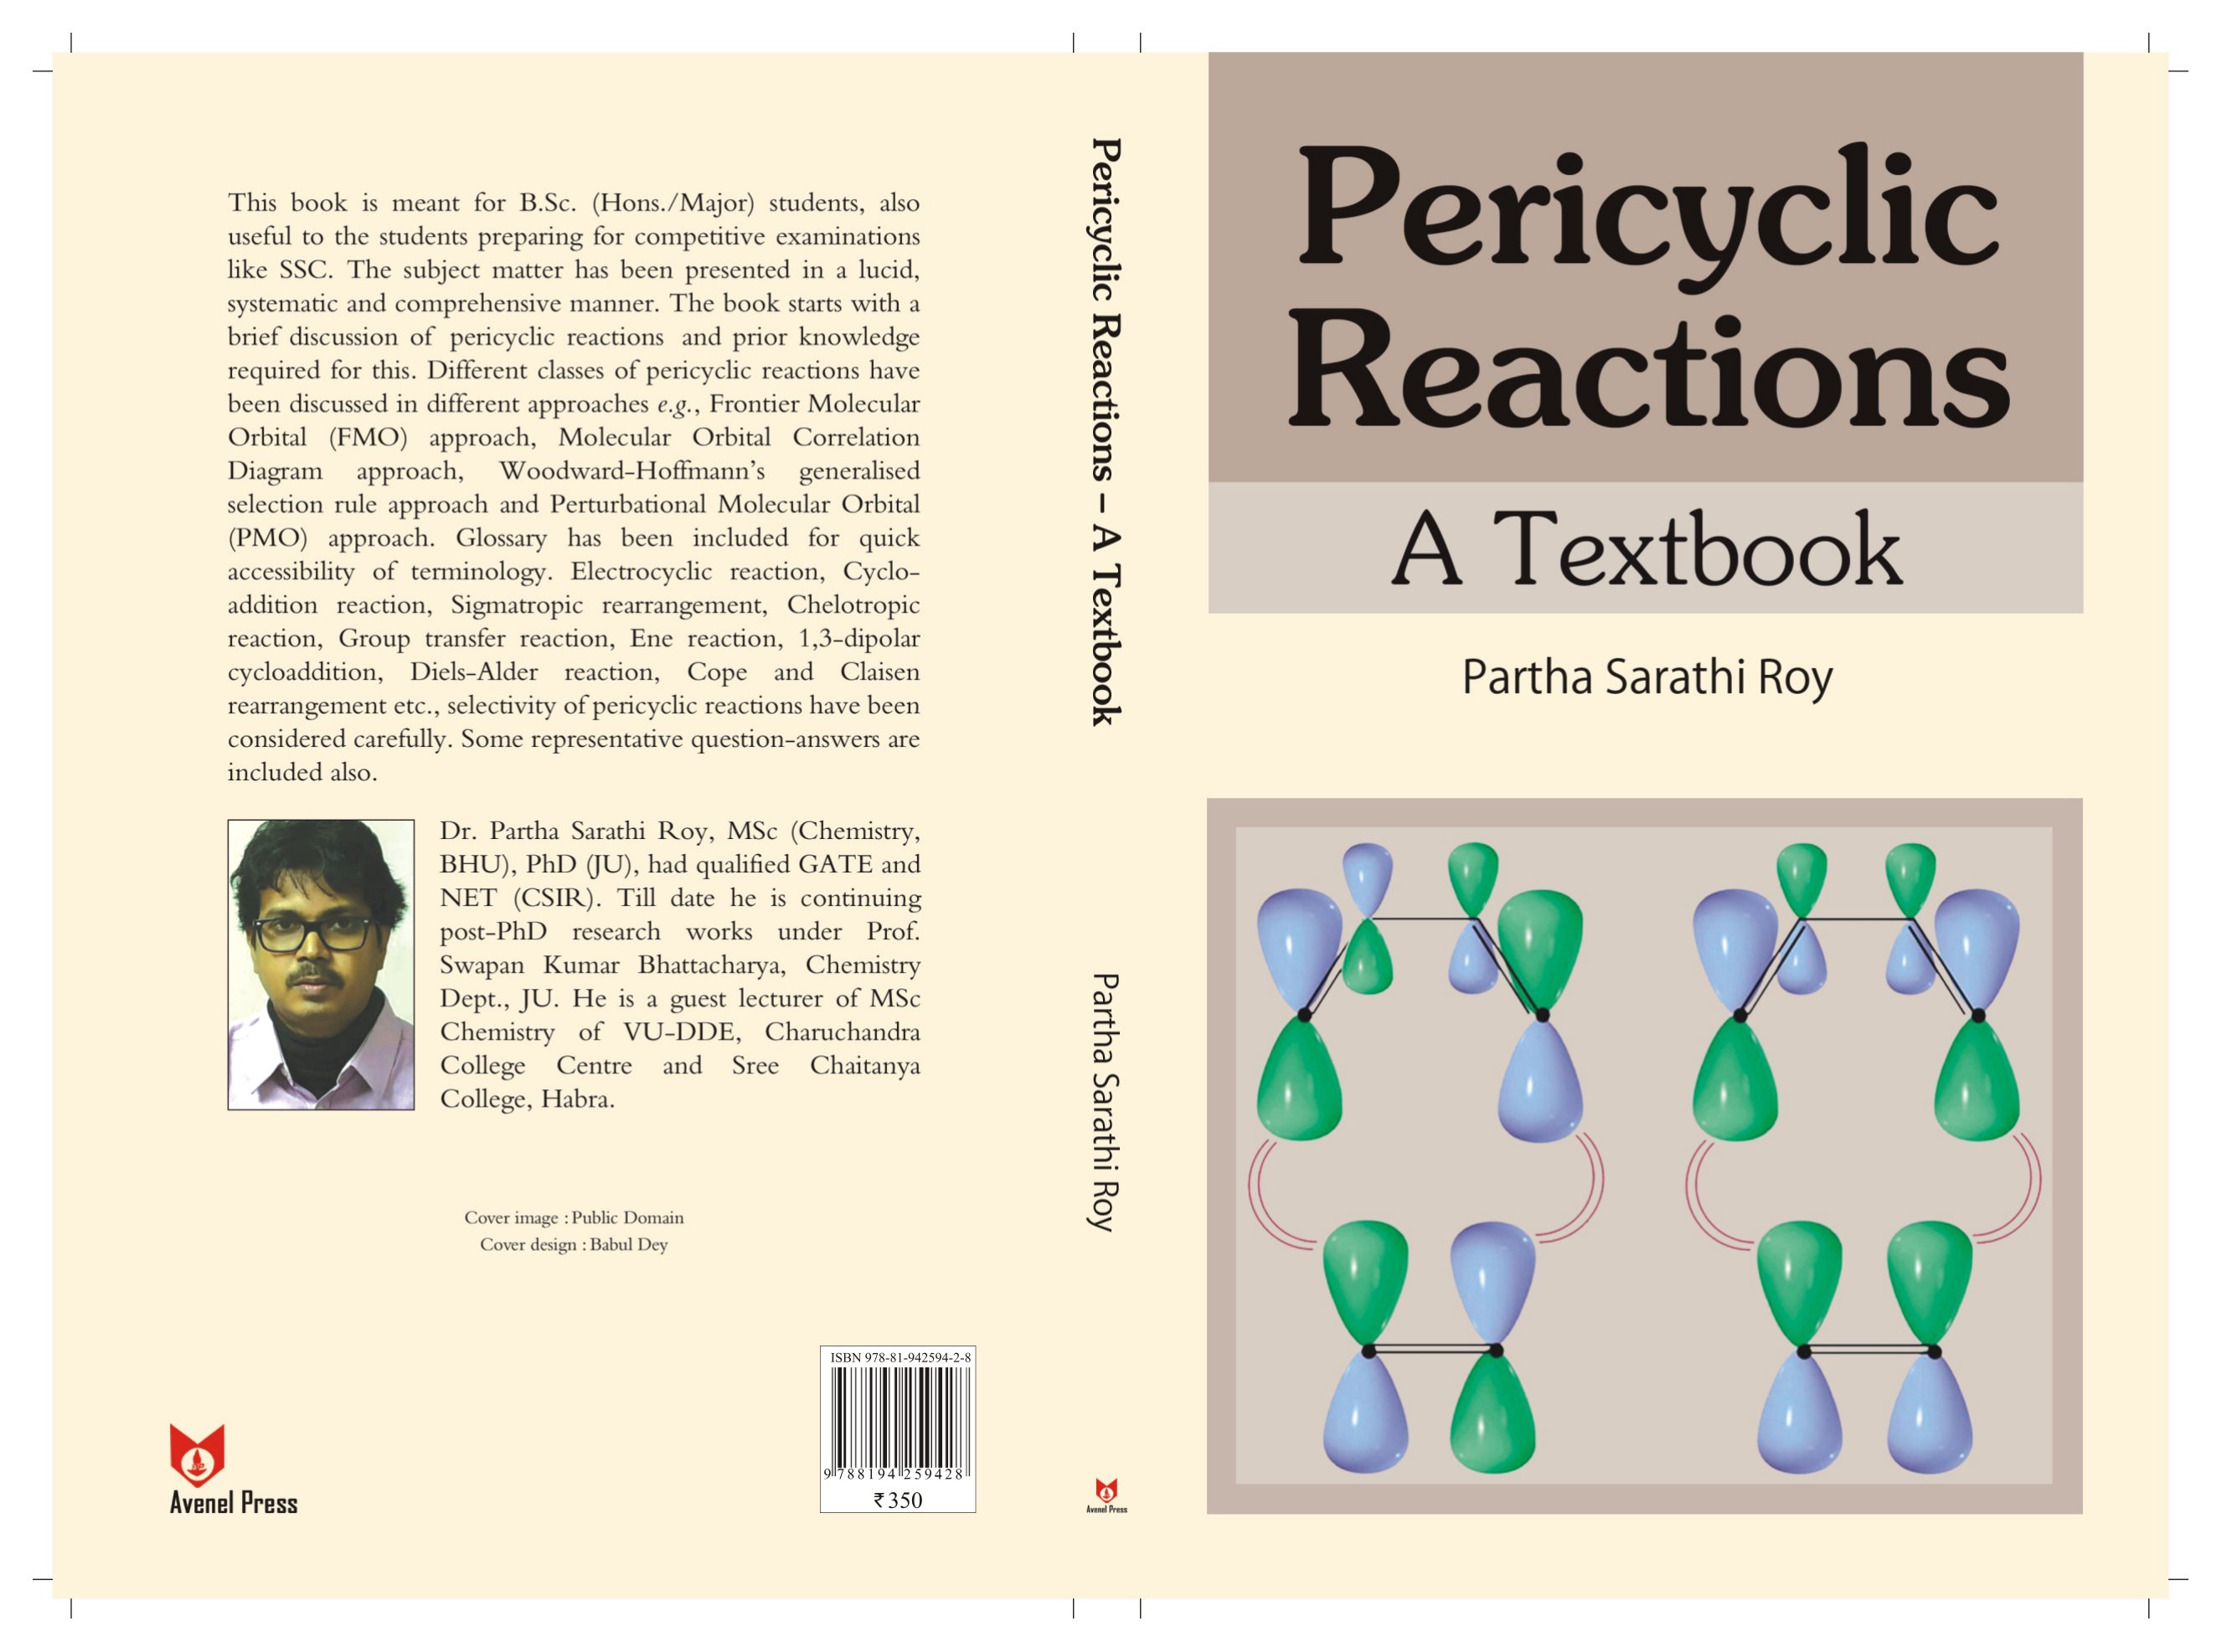 This book is meant for B.Sc. (Hons./Major) students, also
useful to the students preparing for competitive examinations
like SSC. The subject matter has been presented in a lucid,
systematic and comprehensive manner. The book starts with a
brief discussion of pericyclic reactions and prior knowledge
required for this. Different classes of pericyclic reactions have
been discussed in different approaches e.g., Frontier Molecular
Orbital (FMO) approach, Molecular Orbital Correlation
Diagram approach, Woodward-Hoffmann's generalised
selection rule approach and Perturbational Molecular Orbital
(PMO) approach. Glossary has been included for quick
accessibility of terminology. Electrocyclic reaction, Cyclo-
addition reaction, Sigmatropic rearrangement, Chelotropic
reaction, Group transfer reaction, Ene reaction, 1,3-dipolar
cycloaddition, Diels-Alder reaction, Cope and Claisen
rearrangement etc., selectivity of pericyclic reactions have been
considered carefully. Some representative question-answers are
included also.
Dr. Partha Sarathi Roy, MSc (Chemistry,
BHU), PhD (JU), had qualified GATE and
NET (CSIR). Till date he is continuing
post-PhD research works under Prof.
Swapan Kumar Bhattacharya, Chemistry
Dept., JU. He is a guest lecturer of MSc
Chemistry of VU-DDE, Charuchandra
College Centre and Sree Chaitanya
College, Habra.
Cover image : Public Domain
Cover design : Babul Dey
ISBN 978-81-942594-2-8
9 788194 259428
₹ 350
Avenel Press
Pericyclic Reactions – A Textbook
Partha Sarathi Roy
Avenel Press
Pericyclic
Reactions
A Textbook
Partha Sarathi Roy